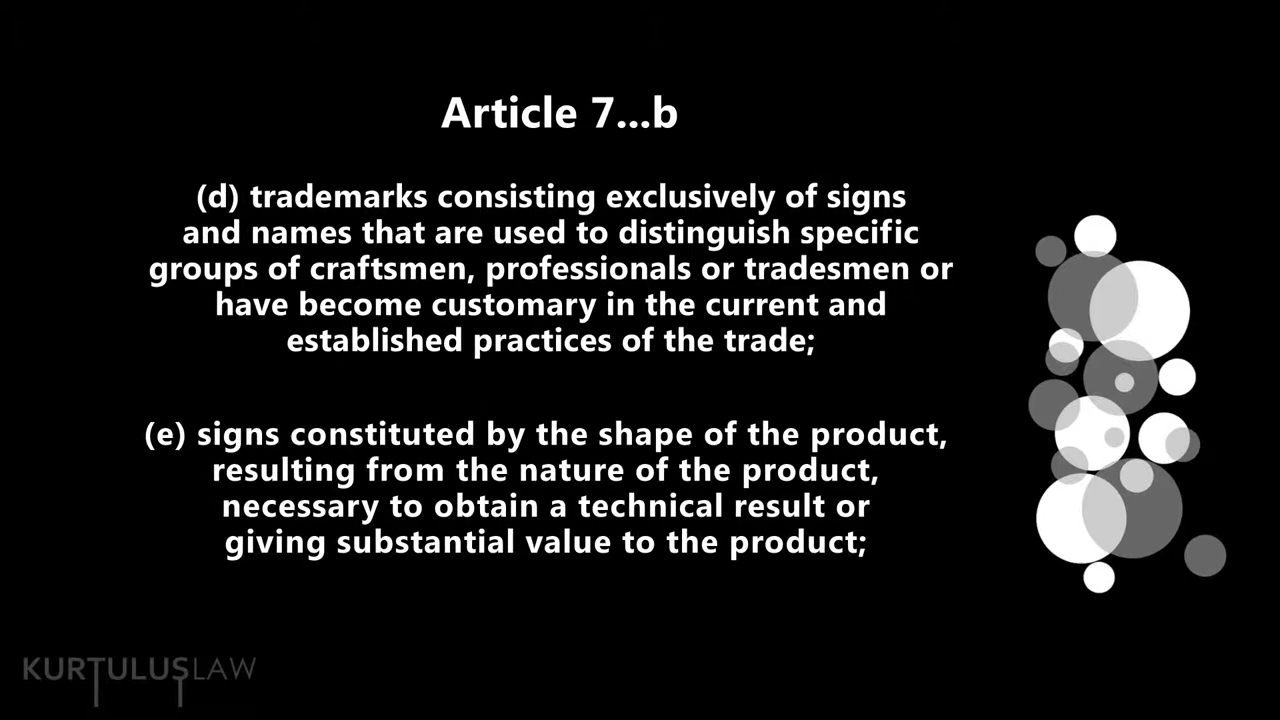 Article 7...b
(d) trademarks consisting exclusively of signs
and names that are used to distinguish specific
groups of craftsmen, professionals or tradesmen or
have become customary in the current and
established practices of the trade;
(e) signs constituted by the shape of the product,
resulting from the nature of the product,
necessary to obtain a technical result or
giving substantial value to the product;
KURTULUSLAW